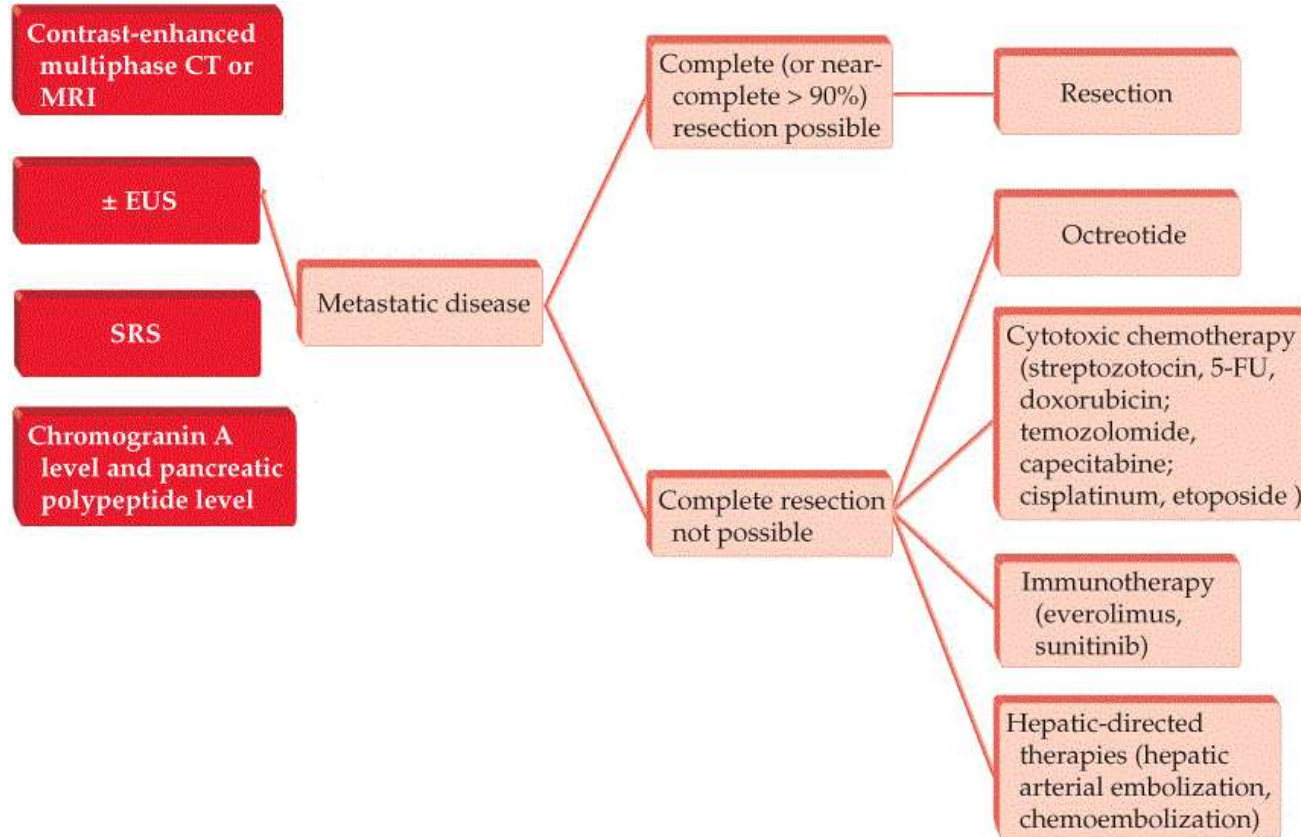 Contrast-enhanced
multiphase CT or
MRI
± EUS
SRS
Chromogranin A
level and pancreatic
polypeptide level
Metastatic disease
Complete (or near-
complete > 90%)
resection possible
Complete resection
not possible
Resection
Octreotide
Cytotoxic chemotherapy
(streptozotocin, 5-FU,
doxorubicin;
temozolomide,
capecitabine;
cisplatinum, etoposide )
Immunotherapy
(everolimus,
sunitinib)
Hepatic-directed
therapies (hepatic
arterial embolization,
chemoembolization)